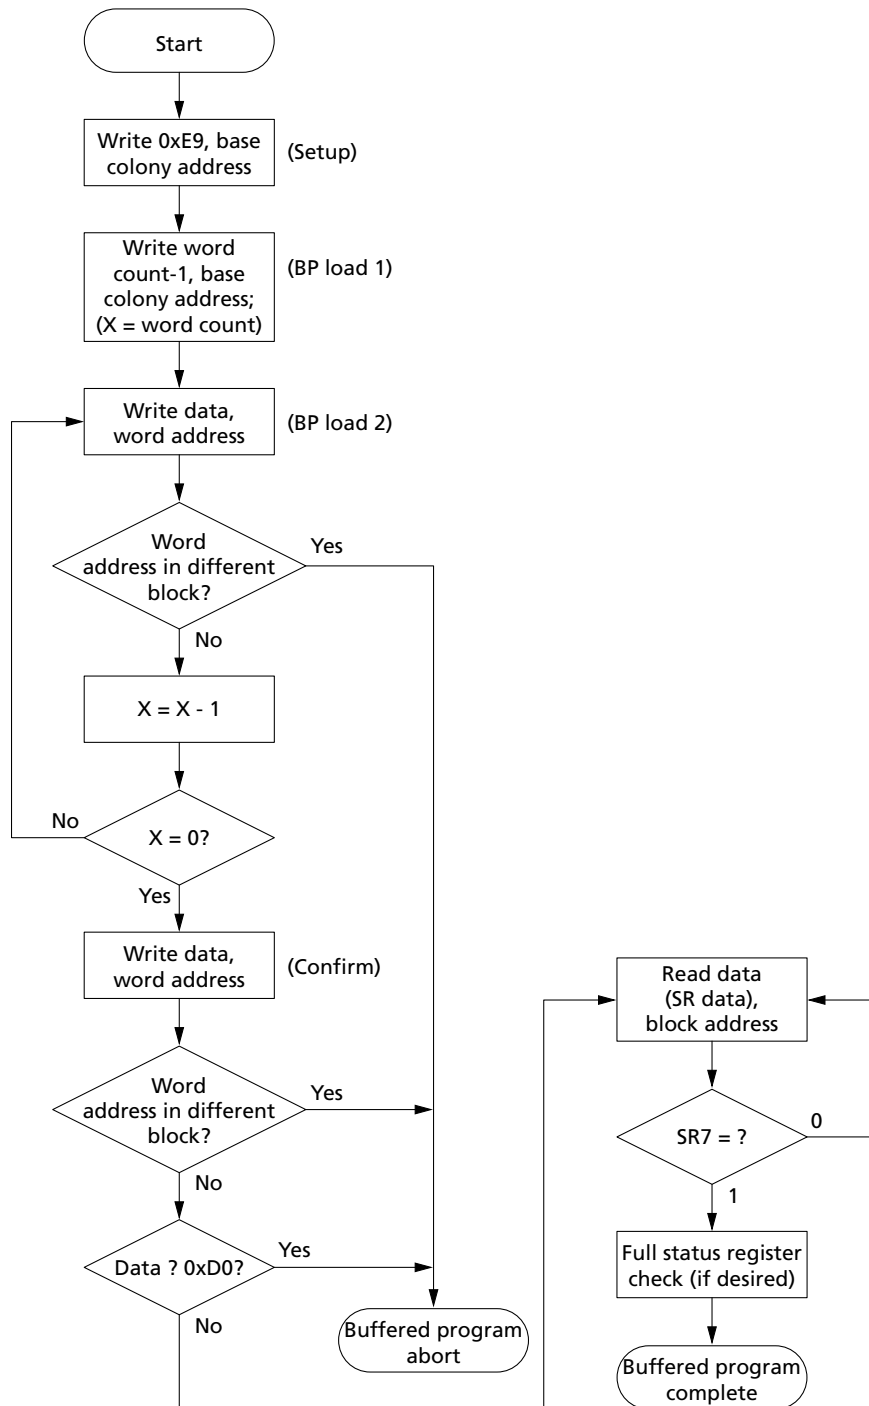 Start
Write 0xE9, base
colony address
(Setup)
Write word
count-1, base
colony address;
(X = word count)
(BP load 1)
Write data,
word address
(BP load 2)
Word
address in different
block?
Yes
No
X = X - 1
No
X = 0?
Yes
Write data,
word address
(Confirm)
Word
address in different
block?
Yes
No
Data ? 0xD0?
Yes
No
Buffered program
abort
Read data
(SR data),
block address
SR7 = ?
0
1
Full status register
check (if desired)
Buffered program
complete